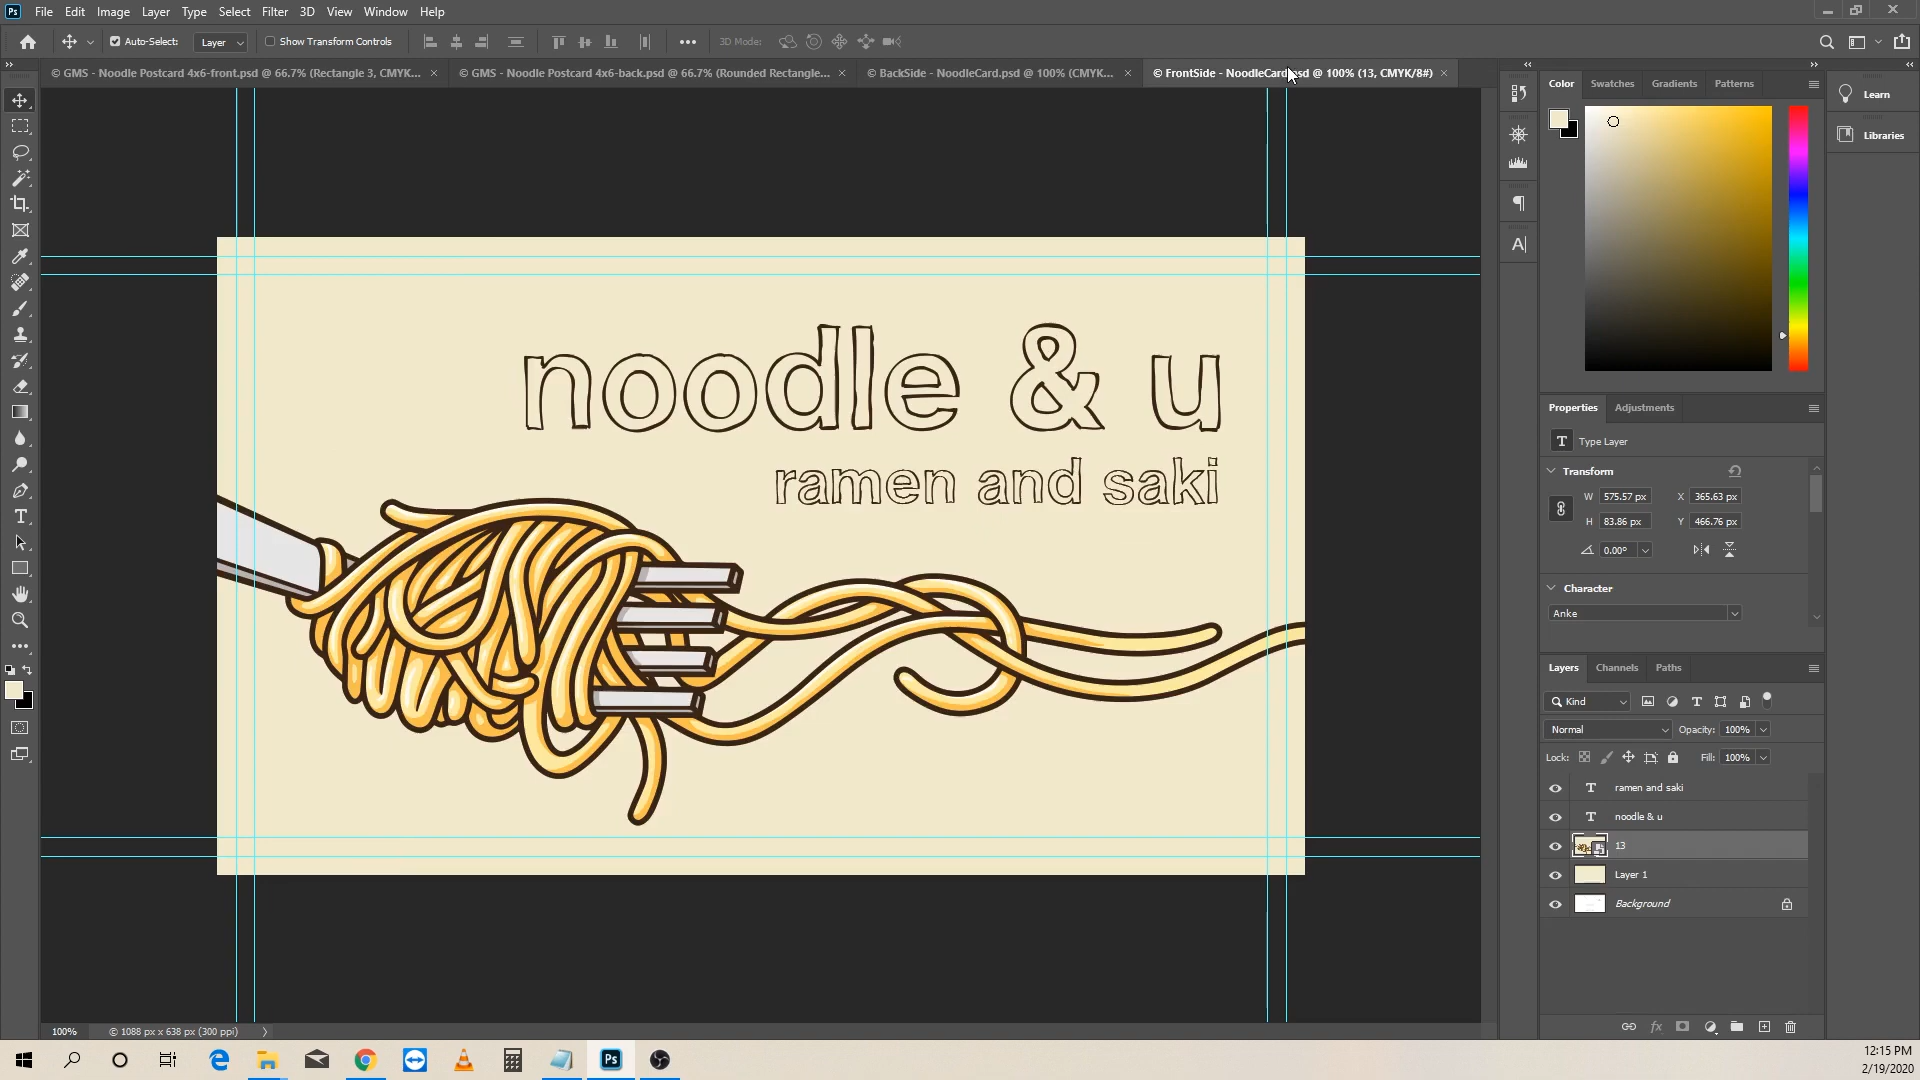 Ps File Edit Image Layer Type Select Filter 3D View Window Help
Auto-Select: Layer Show Transform Controls 3D Mode:
© GMS - Noodle Postcard 4x6-front.psd @ 66.7% (Rectangle 3, CMYK... × © GMS - Noodle Postcard 4x6-back.psd @ 66.7% (Rounded Rectangle... × © BackSide - NoodleCard.psd @ 100% (CMYK... × © FrontSide - NoodleCard.psd @ 100% (13, CMYK/8#) ×
Color Swatches Gradients Patterns
Learn
Libraries
noodle & u
ramen and saki
Properties Adjustments
T Type Layer
Transform
W 575.57 px X 365.63 px
H 83.86 px Y 466.76 px
0.00°
Character
Anke
Layers Channels Paths
Kind
Normal Opacity: 100%
Lock: Fill: 100%
T ramen and saki
T noodle & u
13
Layer 1
Background
fx
100% © 1088 px x 638 px (300 ppi)
Ps
12:15 PM
2/19/2020